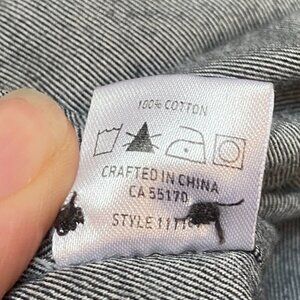 100% COTTON
CRAFTED IN CHINA
CA 55170
STYLE